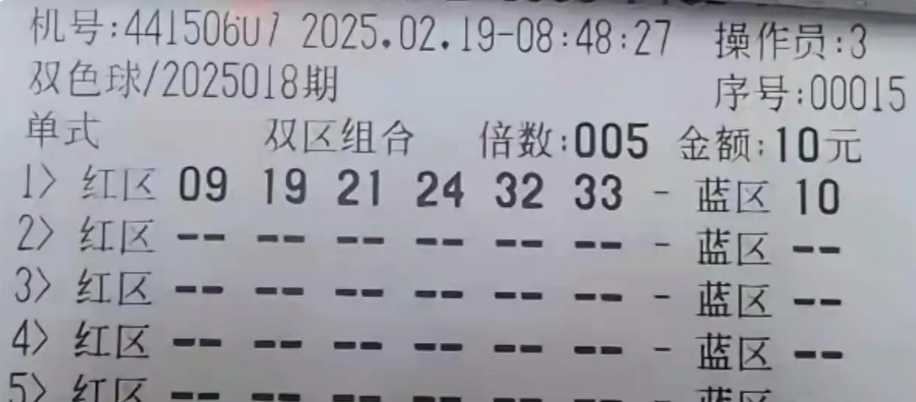 机号:44150607 2025.02.19-08:48:27 操作员:3
双色球/2025018期 序号:00015
单式 双区组合 倍数:005 金额:10元
1> 红区 09 19 21 24 32 33 - 蓝区 10
2> 红区 -- -- -- -- -- -- - 蓝区 --
3> 红区 -- -- -- -- -- -- - 蓝区 --
4> 红区 -- -- -- -- -- -- - 蓝区 --
5> 红区 -- -- -- -- -- -- - 蓝区 --